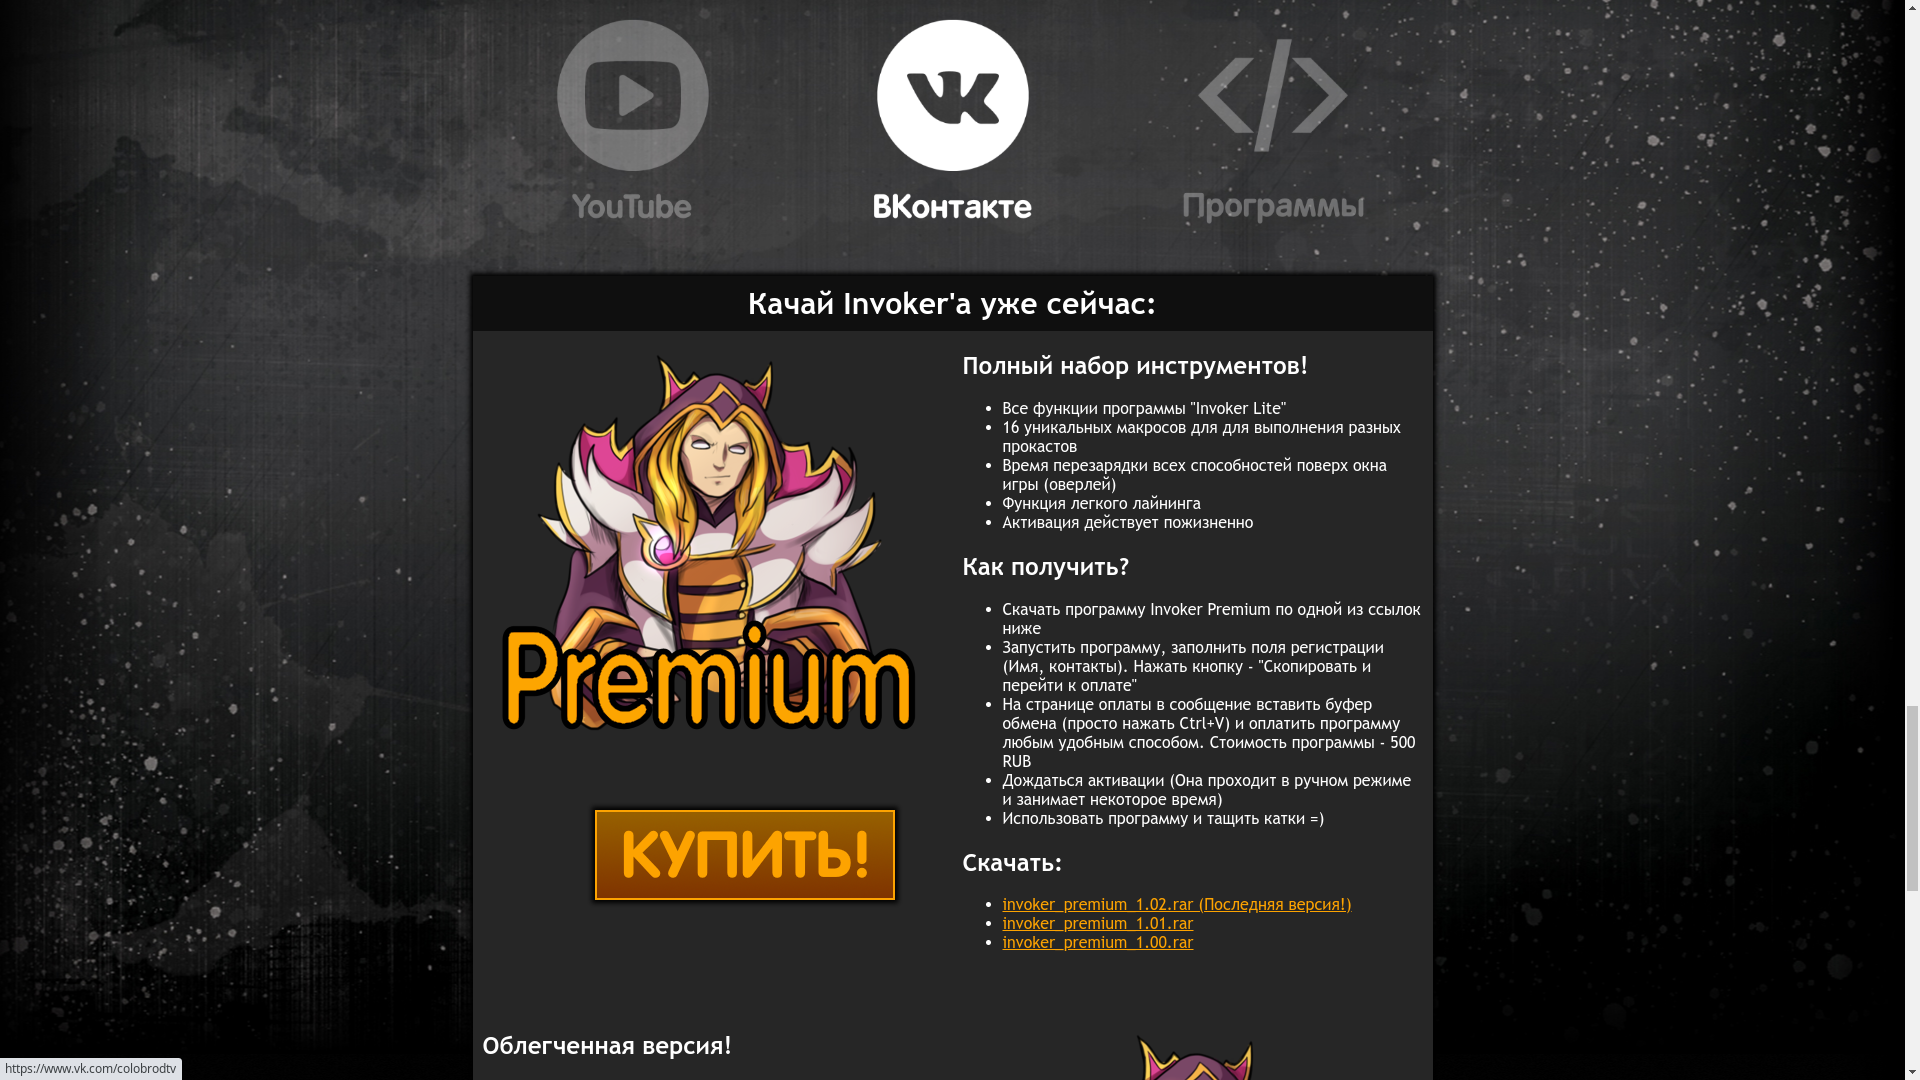 YouTube
ВКонтакте
Программы
Качай Invoker'а уже сейчас:
Premium
КУПИТЬ!
Полный набор инструментов!
Все функции программы "Invoker Lite"
16 уникальных макросов для для выполнения разных
прокастов
Время перезарядки всех способностей поверх окна
игры (оверлей)
Функция легкого лайнинга
Активация действует пожизненно
Как получить?
Скачать программу Invoker Premium по одной из ссылок
ниже
Запустить программу, заполнить поля регистрации
(Имя, контакты). Нажать кнопку - "Скопировать и
перейти к оплате"
На странице оплаты в сообщение вставить буфер
обмена (просто нажать Ctrl+V) и оплатить программу
любым удобным способом. Стоимость программы - 500
RUB
Дождаться активации (Она проходит в ручном режиме
и занимает некоторое время)
Использовать программу и тащить катки =)
Скачать:
invoker_premium_1.02.rar (Последняя версия!)
invoker_premium_1.01.rar
invoker_premium_1.00.rar
Облегченная версия!
https://www.vk.com/colobrodtv